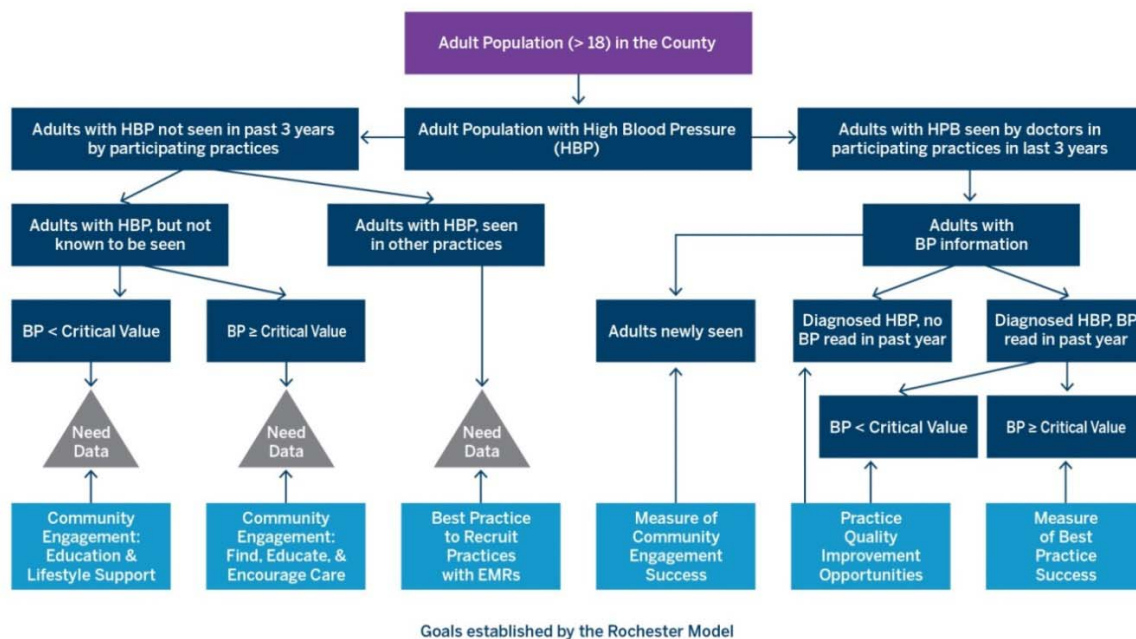 Adult Population (> 18) in the County
Adults with HBP not seen in past 3 years
by participating practices
Adult Population with High Blood Pressure
(HBP)
Adults with HPB seen by doctors in
participating practices in last 3 years
Adults with HBP, but not
known to be seen
Adults with HBP, seen
in other practices
Adults with
BP information
BP < Critical Value
BP ≥ Critical Value
Adults newly seen
Diagnosed HBP, no
BP read in past year
Diagnosed HBP, BP
read in past year
Need
Data
Need
Data
Need
Data
BP < Critical Value
BP ≥ Critical Value
Community
Engagement:
Education &
Lifestyle Support
Community
Engagement:
Find, Educate, &
Encourage Care
Best Practice
to Recruit
Practices
with EMRs
Measure of
Community
Engagement
Success
Practice
Quality
Improvement
Opportunities
Measure
of Best
Practice
Success
Goals established by the Rochester Model